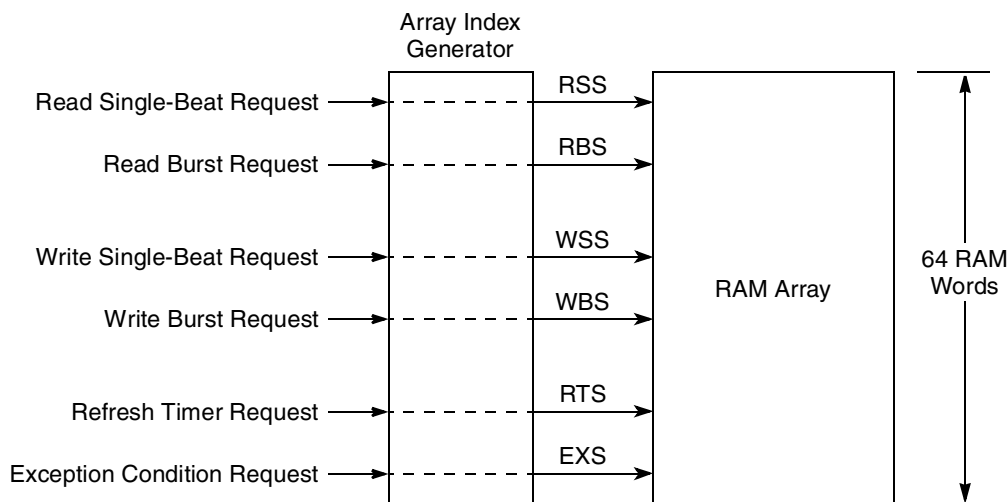 Array Index
Generator
Read Single-Beat Request
RSS
Read Burst Request
RBS
Write Single-Beat Request
WSS
64 RAM
Words
RAM Array
Write Burst Request
WBS
Refresh Timer Request
RTS
Exception Condition Request
EXS